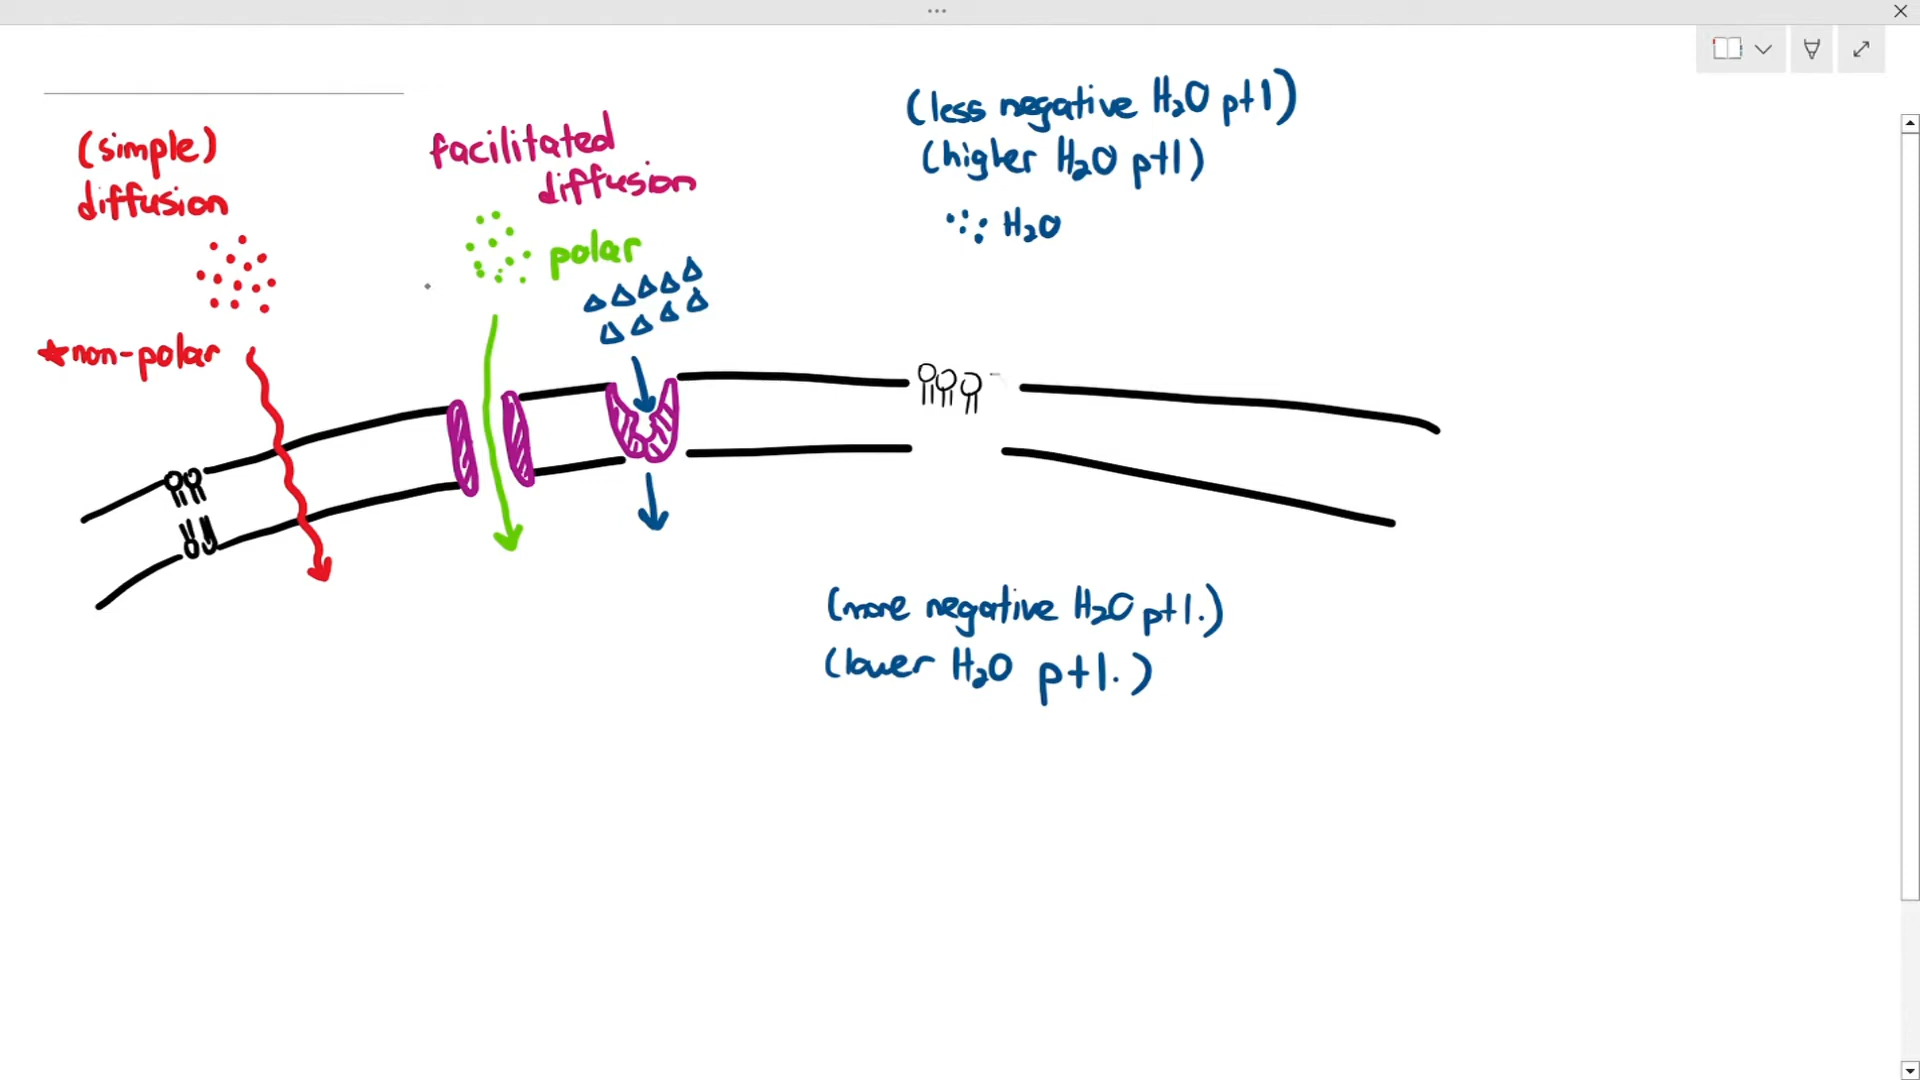 (simple)
diffusion
★non-polar
facilitated
diffusion
polar
(less negative H₂O ptl)
(higher H₂O ptl)
H₂O
(more negative H₂O ptl.)
(lower H₂O ptl.)